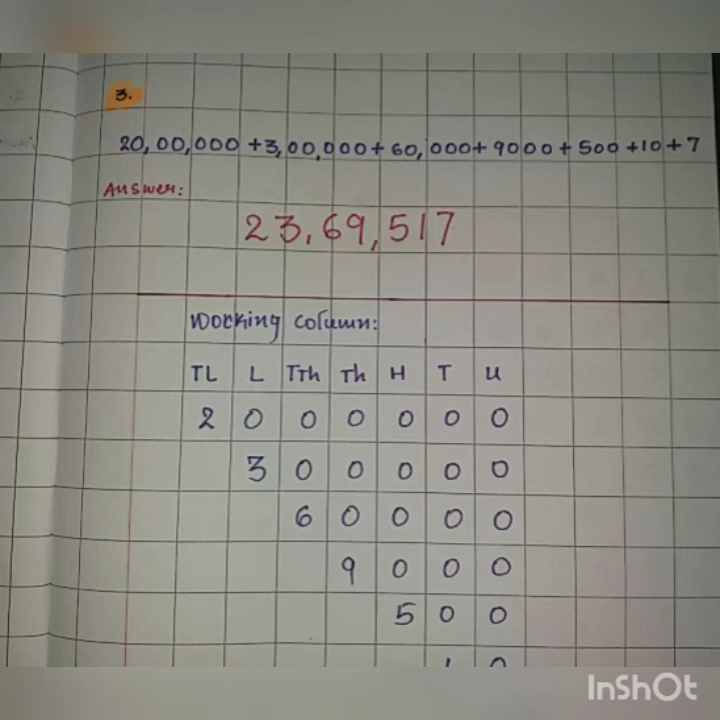 3.
20,00,000 + 3,00,000 + 60,000 + 9000 + 500 + 10 + 7
Answer:
23,69,517
Working column:
TL L Tth Th H T U
2 0 0 0 0 0 0
3 0 0 0 0 0
6 0 0 0 0
9 0 0 0
5 0 0
1 0
InShOt